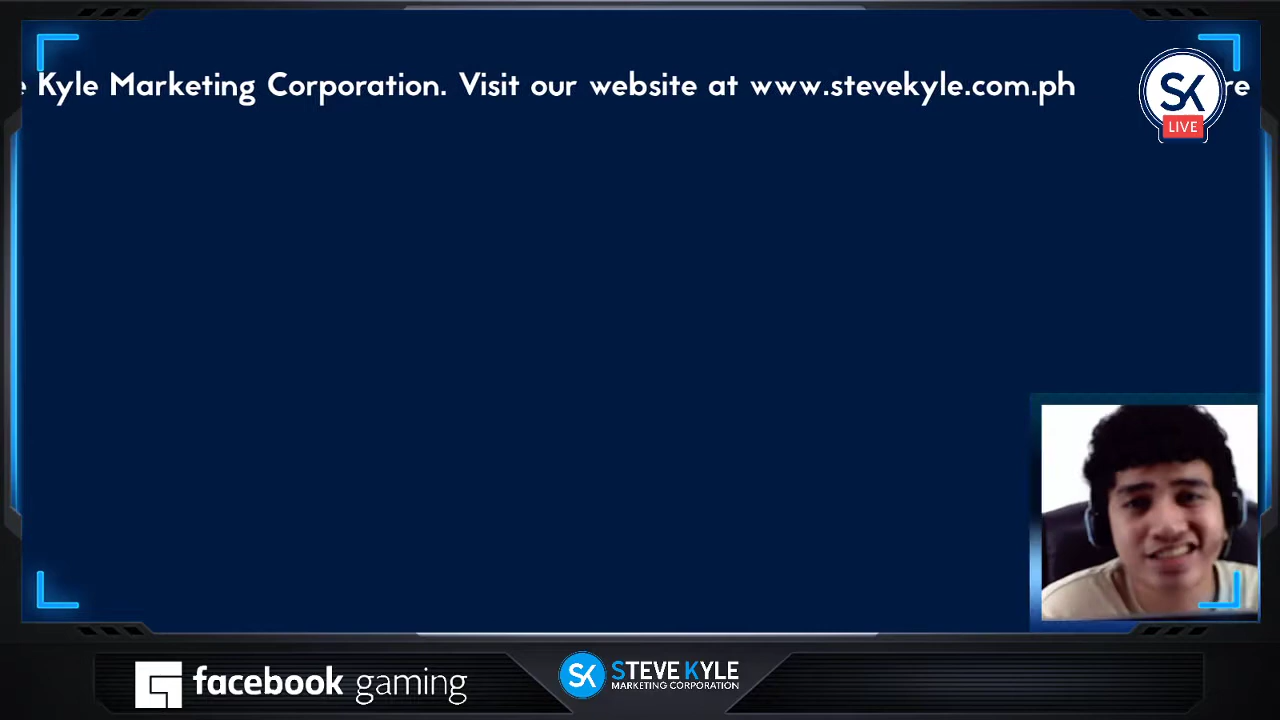 e Kyle Marketing Corporation. Visit our website at www.stevekyle.com.ph re
SK
LIVE
facebook gaming
SK STEVE KYLE
MARKETING CORPORATION